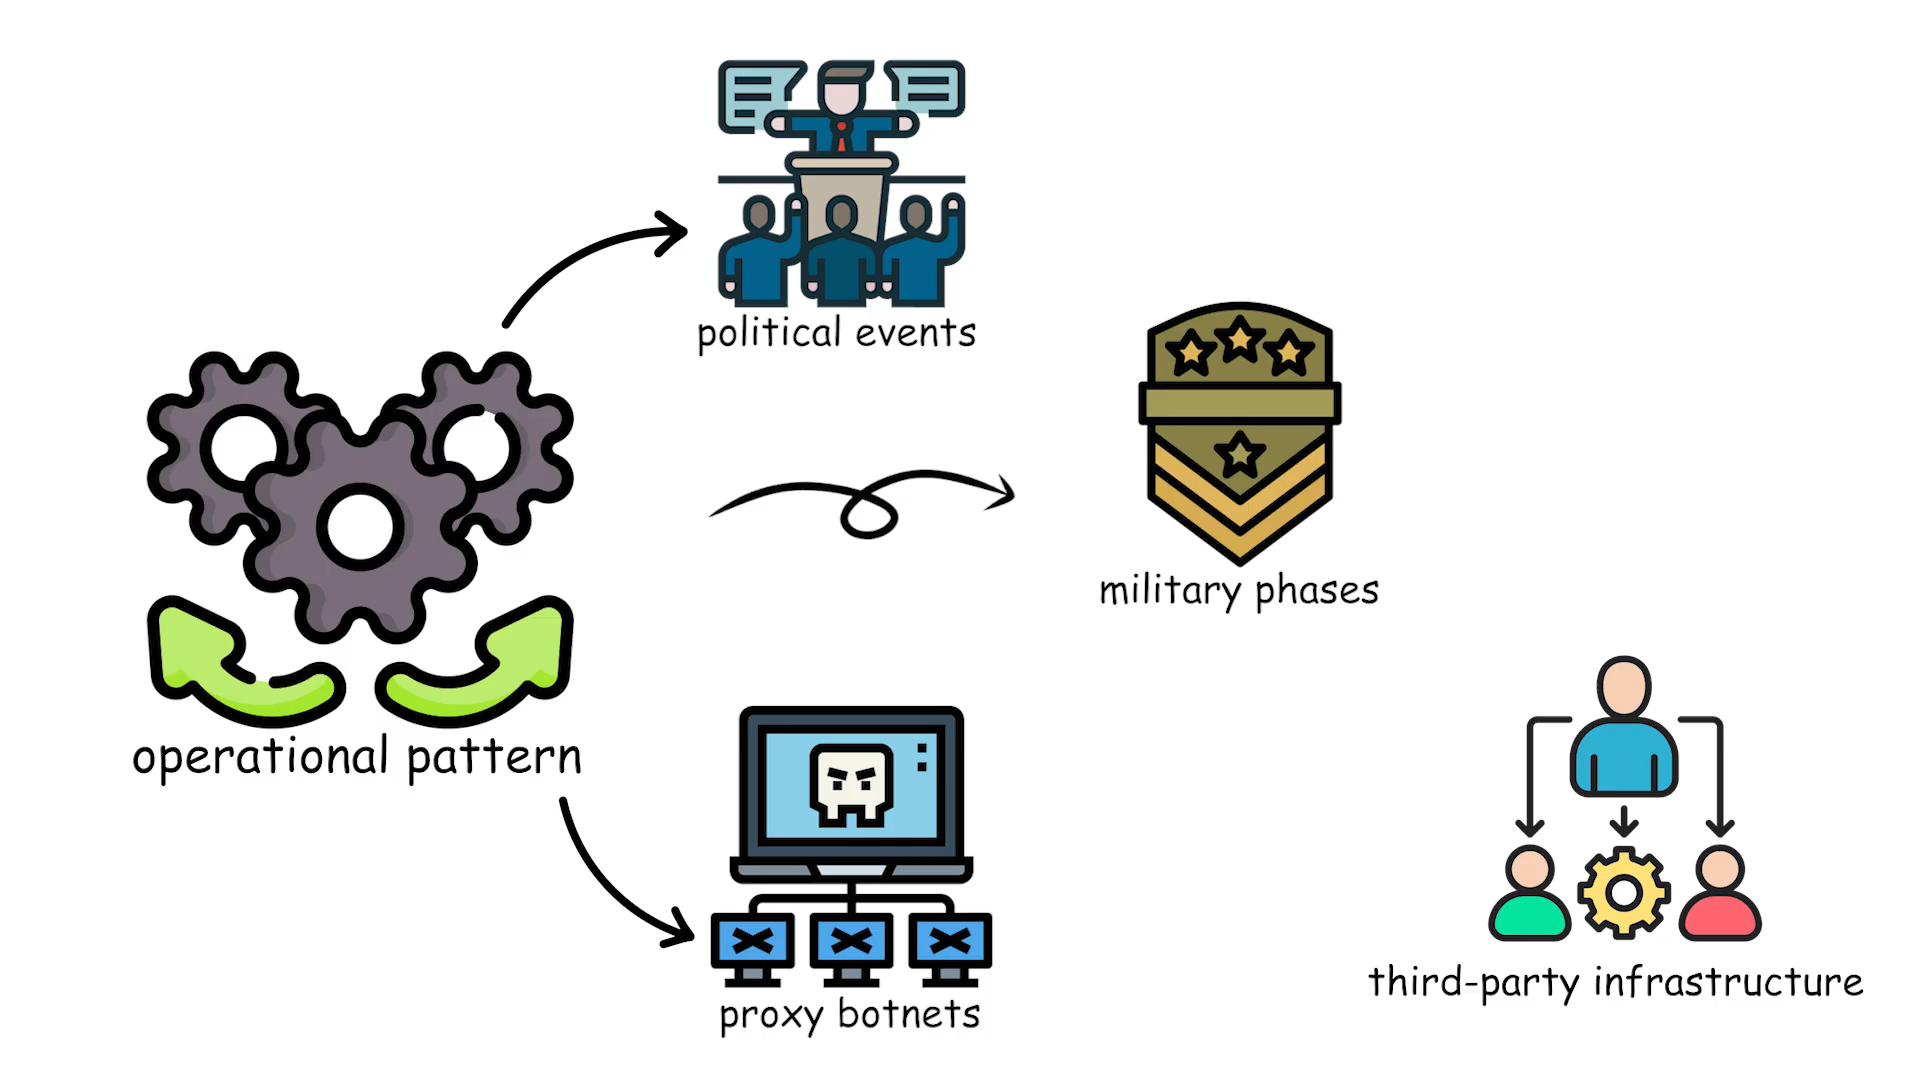 political events
military phases
operational pattern
third-party infrastructure
proxy botnets